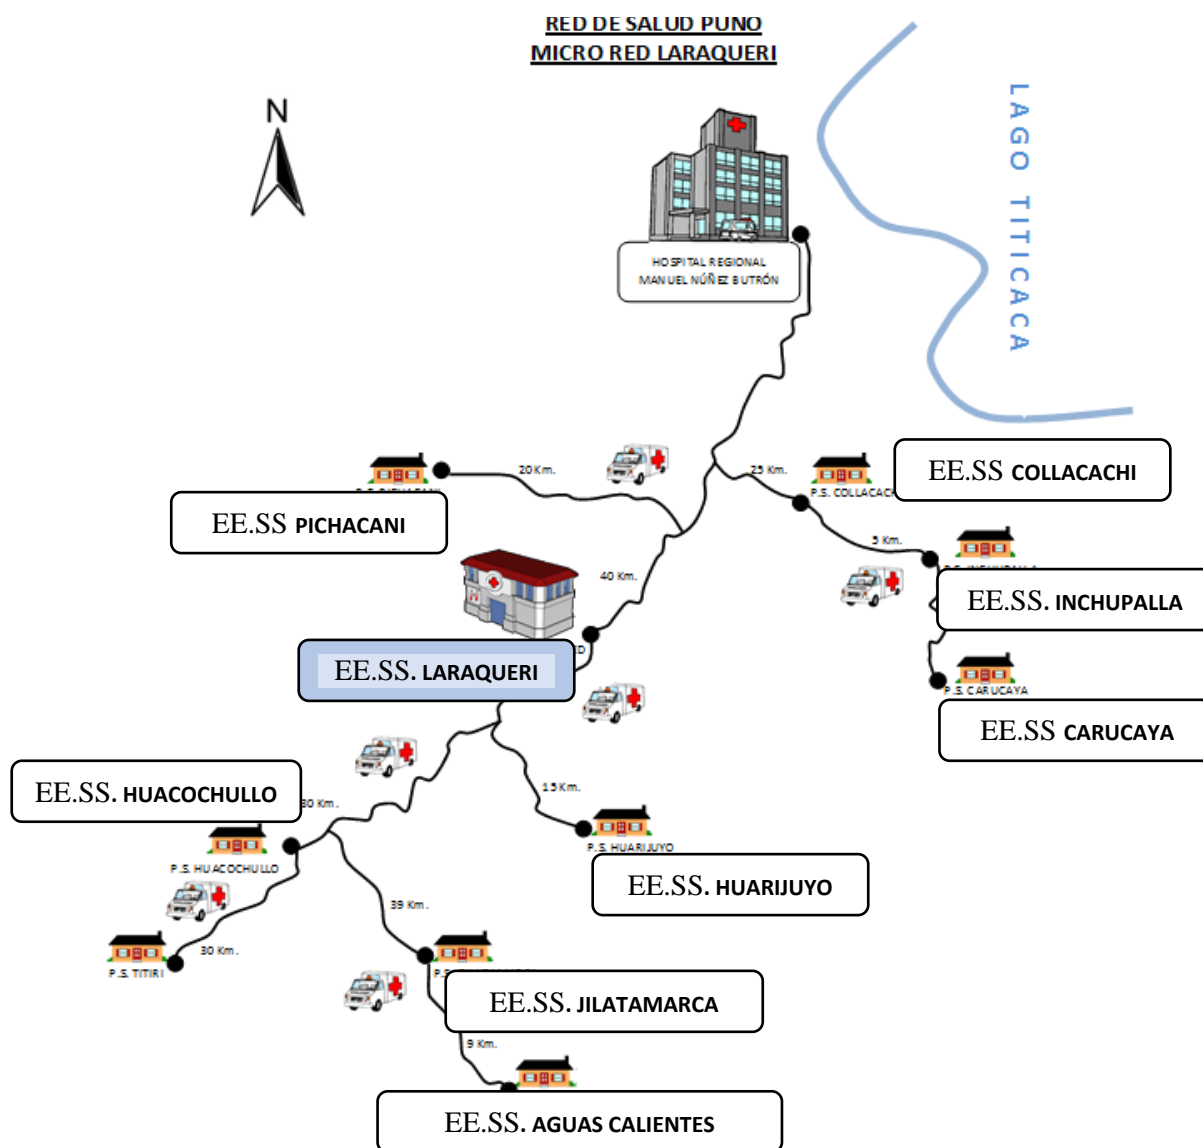 RED DE SALUD PUNO
MICRO RED LARAQUERI
N
LAGO TITICACA
HOSPITAL REGIONAL
MANUEL NÚÑEZ BUTRÓN
20 Km.
25 Km.
EE.SS COLLACACHI
P.S. COLLACACH
EE.SS PICHACANI
5 Km.
40 Km.
EE.SS. INCHUPALLA
EE.SS. LARAQUERI
P.S. CARUCAYA
EE.SS CARUCAYA
EE.SS. HUACOCHULLO
30 Km.
15 Km.
P.S. HUARIJUYO
P.S. HUACOCHULLO
EE.SS. HUARIJUYO
39 Km.
30 Km.
P.S. TITIRI
EE.SS. JILATAMARCA
9 Km.
EE.SS. AGUAS CALIENTES